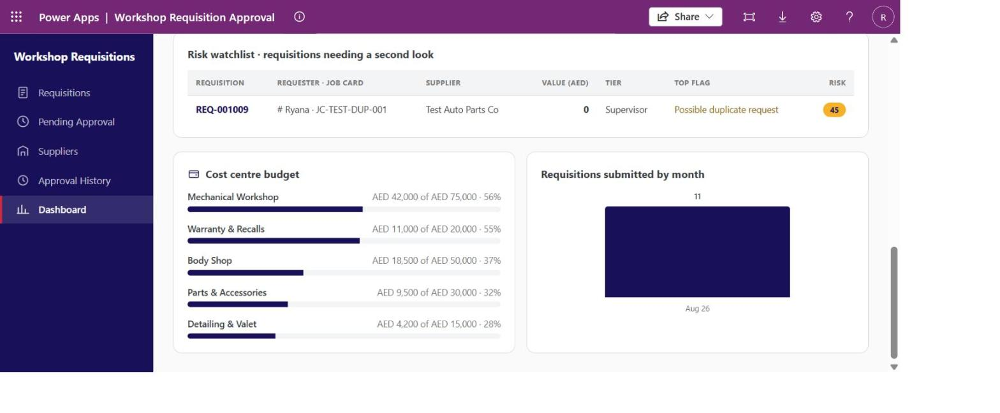 Power Apps | Workshop Requisition Approval
Share
R
Workshop Requisitions
Requisitions
Pending Approval
Suppliers
Approval History
Dashboard
Risk watchlist · requisitions needing a second look
REQUISITION REQUESTER · JOB CARD SUPPLIER VALUE (AED) TIER TOP FLAG RISK
REQ-001009 # Ryana · JC-TEST-DUP-001 Test Auto Parts Co 0 Supervisor Possible duplicate request 45
Cost centre budget
Mechanical Workshop AED 42,000 of AED 75,000 · 56%
Warranty & Recalls AED 11,000 of AED 20,000 · 55%
Body Shop AED 18,500 of AED 50,000 · 37%
Parts & Accessories AED 9,500 of AED 30,000 · 32%
Detailing & Valet AED 4,200 of AED 15,000 · 28%
Requisitions submitted by month
11
Aug 26